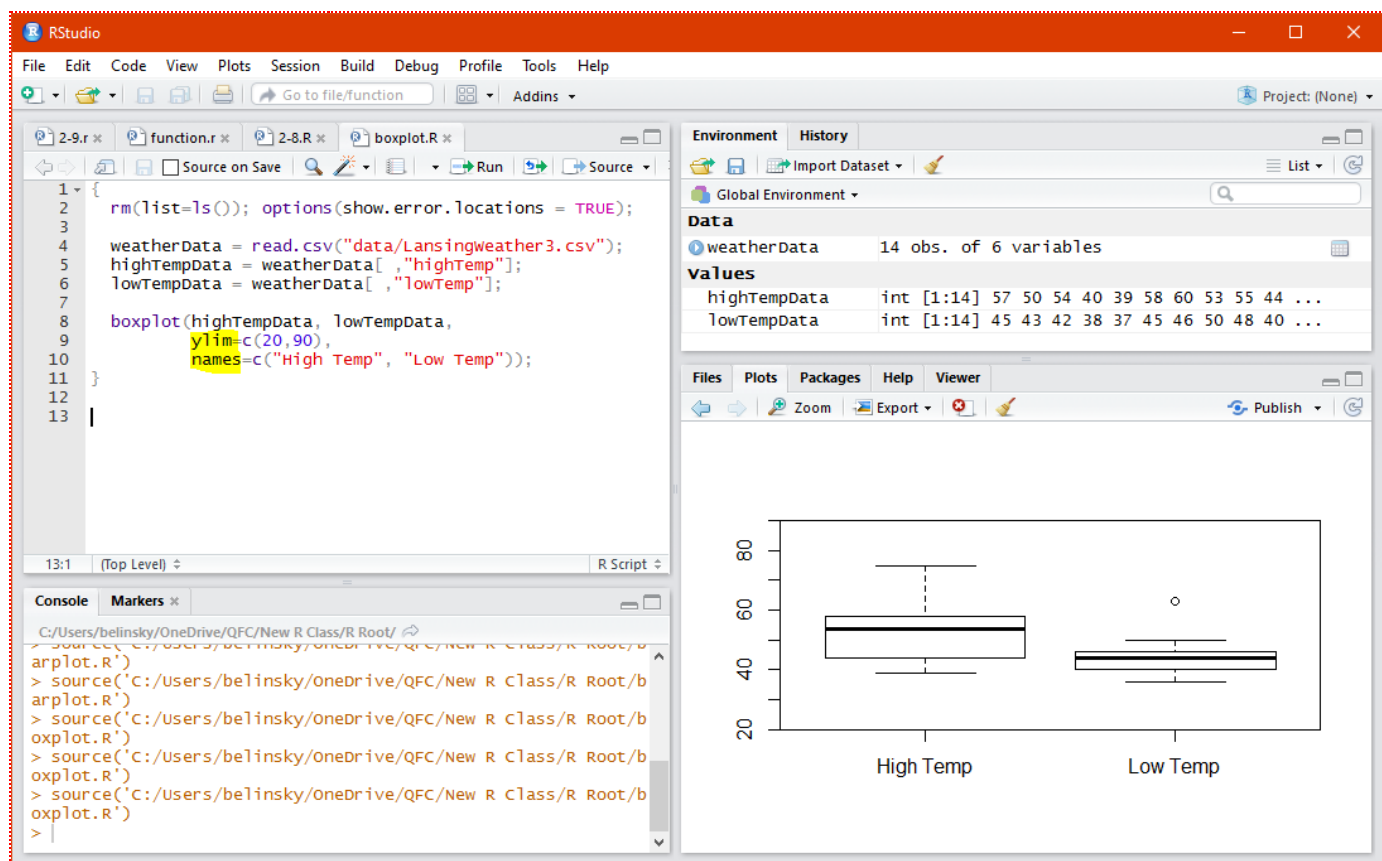 RStudio
File Edit Code View Plots Session Build Debug Profile Tools Help
Go to file/function Addins Project: (None)
2-9.r function.r 2-8.R boxplot.R
Source on Save Run Source
1 {
2 rm(list=ls()); options(show.error.locations = TRUE);
3
4 weatherData = read.csv("data/LansingWeather3.csv");
5 highTempData = weatherData[ ,"highTemp"];
6 lowTempData = weatherData[ ,"lowTemp"];
7
8 boxplot(highTempData, lowTempData,
9 ylim=c(20,90),
10 names=c("High Temp", "Low Temp"));
11 }
12
13
13:1 (Top Level) R Script
Console Markers
C:/Users/belinsky/OneDrive/QFC/New R Class/R Root/
> source('C:/Users/belinsky/OneDrive/QFC/New R Class/R Root/b
arplot.R')
> source('C:/Users/belinsky/OneDrive/QFC/New R Class/R Root/b
arplot.R')
> source('C:/Users/belinsky/OneDrive/QFC/New R Class/R Root/b
oxplot.R')
> source('C:/Users/belinsky/OneDrive/QFC/New R Class/R Root/b
oxplot.R')
> source('C:/Users/belinsky/OneDrive/QFC/New R Class/R Root/b
oxplot.R')
>
Environment History
Import Dataset List
Global Environment
Data
weatherData 14 obs. of 6 variables
Values
highTempData int [1:14] 57 50 54 40 39 58 60 53 55 44 ...
lowTempData int [1:14] 45 43 42 38 37 45 46 50 48 40 ...
Files Plots Packages Help Viewer
Zoom Export Publish
80
60
40
20
High Temp Low Temp